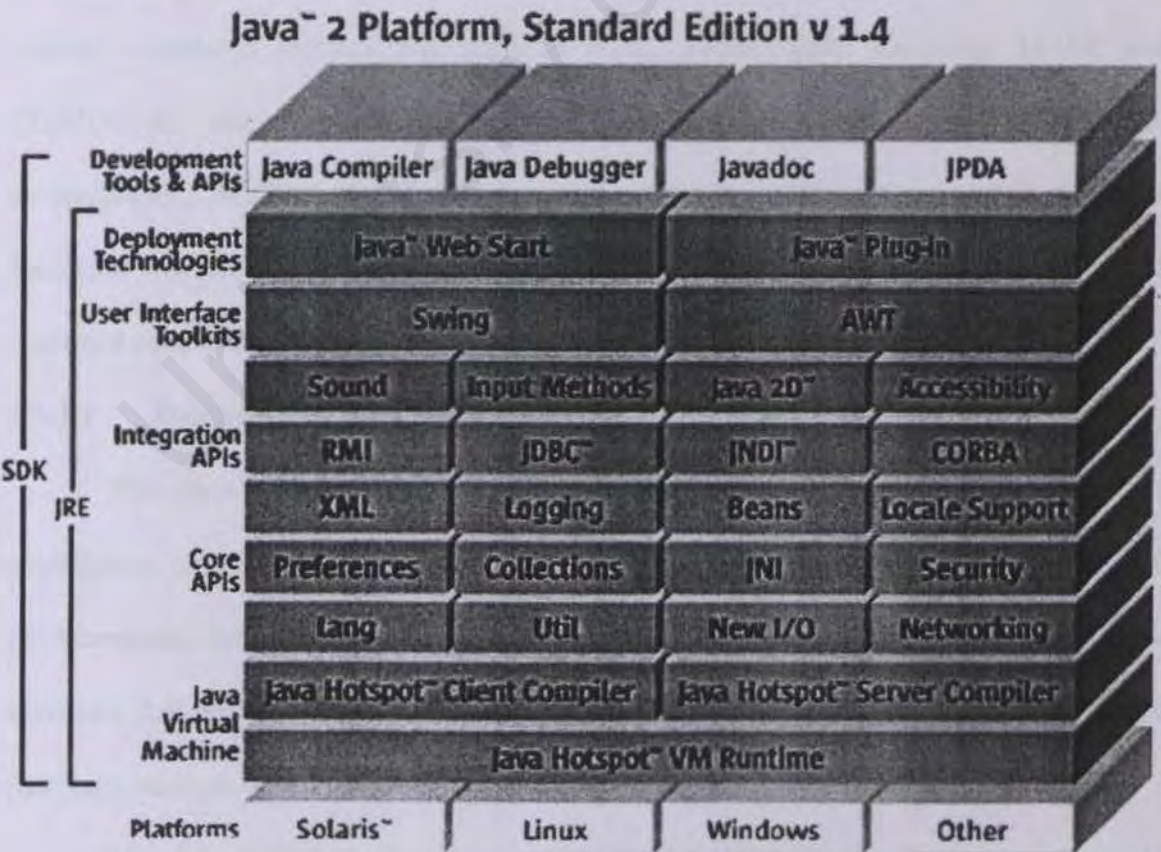 Java™ 2 Platform, Standard Edition v 1.4
Development Tools & APIs
Java Compiler
Java Debugger
Javadoc
JPDA
Deployment Technologies
Java™ Web Start
Java™ Plug-in
User Interface Toolkits
Swing
AWT
Sound
Input Methods
Java 2D™
Accessibility
Integration APIs
RMI
JDBC™
JNDI™
CORBA
SDK
JRE
XML
Logging
Beans
Locale Support
Core APIs
Preferences
Collections
JNI
Security
Lang
Util
New I/O
Networking
Java Virtual Machine
Java Hotspot™ Client Compiler
Java Hotspot™ Server Compiler
Java Hotspot™ VM Runtime
Platforms
Solaris™
Linux
Windows
Other